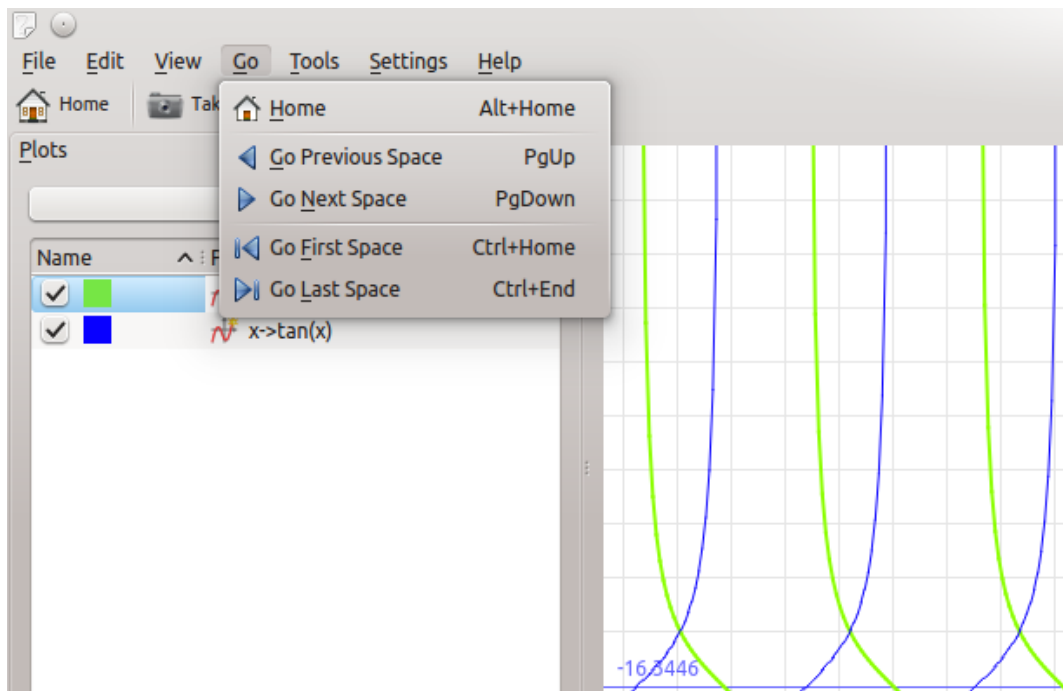 File Edit View Go Tools Settings Help
Home
Home Alt+Home
Plots
Go Previous Space PgUp
Go Next Space PgDown
Go First Space Ctrl+Home
Name
Go Last Space Ctrl+End
x->tan(x)
-16.3446